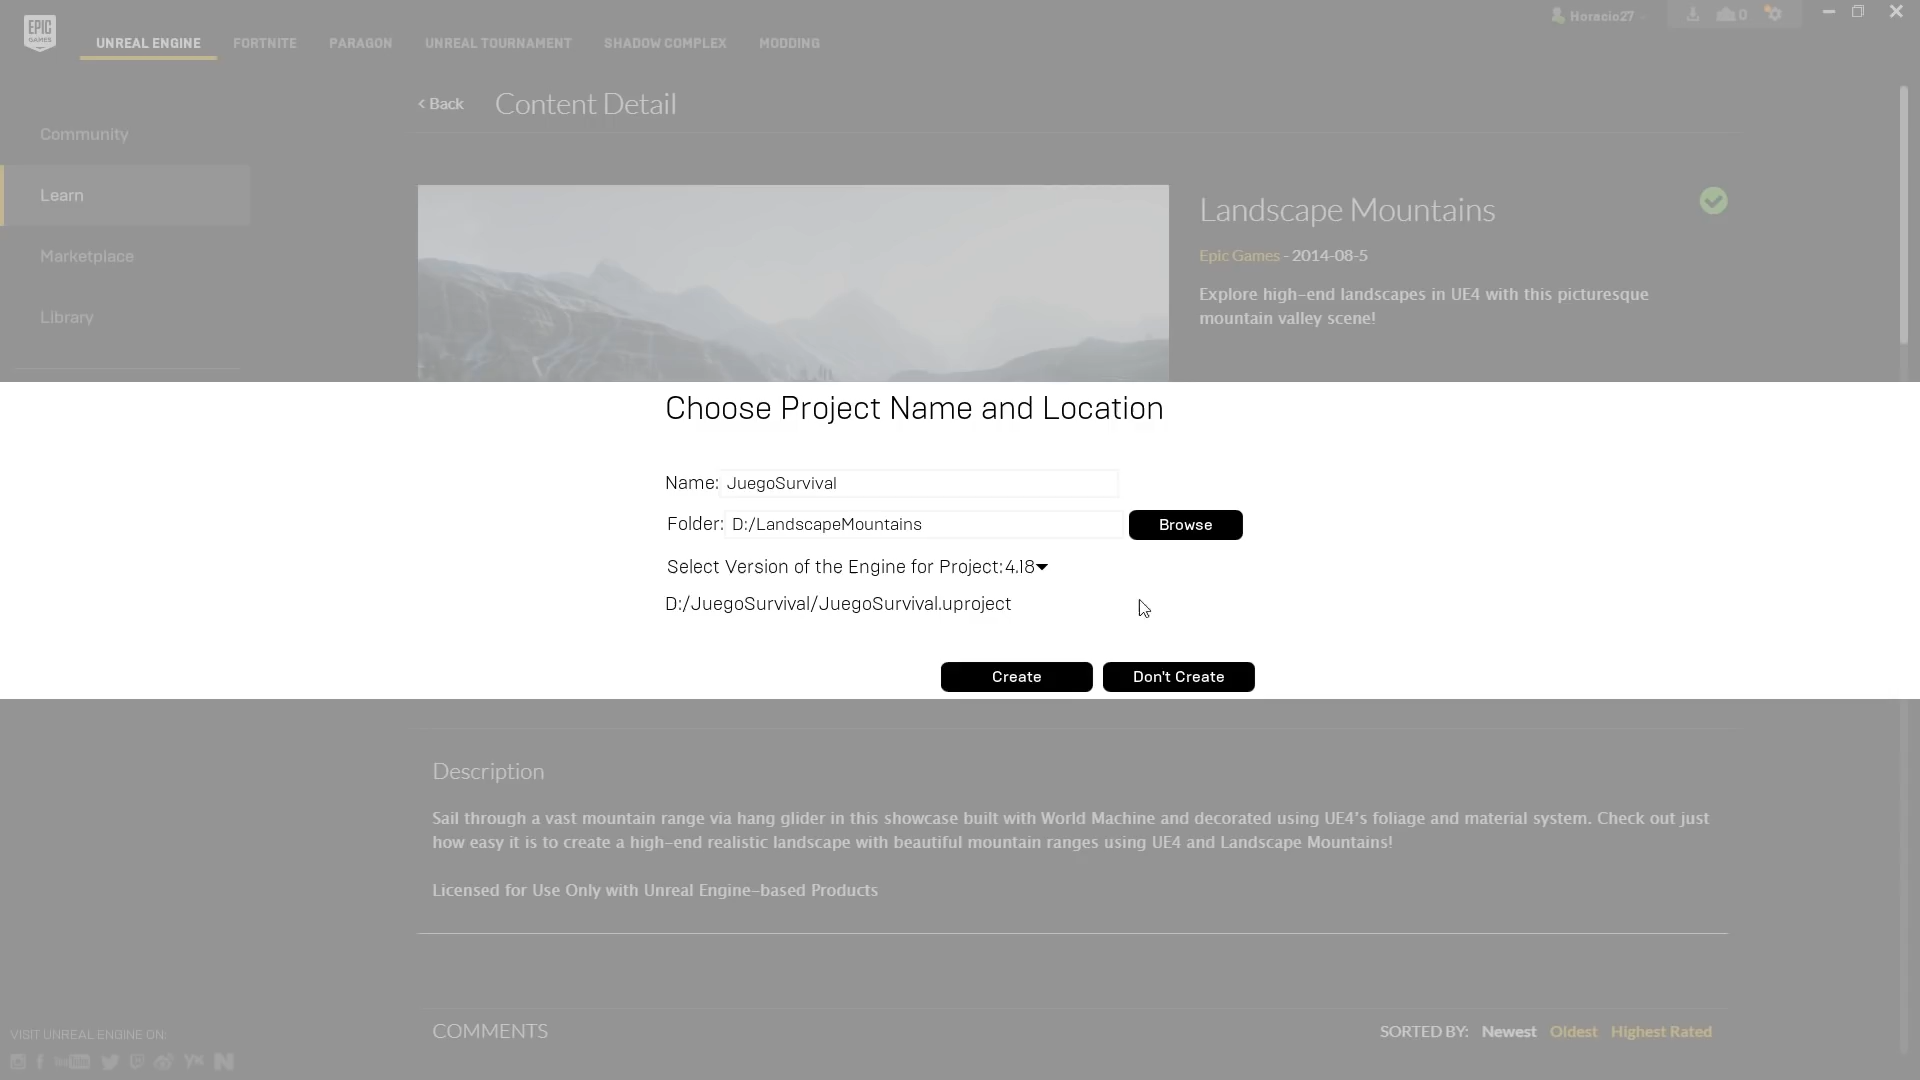 EPIC
GAMES
Horacio27
0
UNREAL ENGINE
FORTNITE
PARAGON
UNREAL TOURNAMENT
SHADOW COMPLEX
MODDING
< Back
Content Detail
Community
Learn
Marketplace
Library
Landscape Mountains
Epic Games - 2014-08-5
Explore high-end landscapes in UE4 with this picturesque
mountain valley scene!
Choose Project Name and Location
Name: JuegoSurvival
Folder: D:/LandscapeMountains
Browse
Select Version of the Engine for Project: 4.18
D:/JuegoSurvival/JuegoSurvival.uproject
Create
Don't Create
Description
Sail through a vast mountain range via hang glider in this showcase built with World Machine and decorated using UE4's foliage and material system. Check out just
how easy it is to create a high-end realistic landscape with beautiful mountain ranges using UE4 and Landscape Mountains!
Licensed for Use Only with Unreal Engine-based Products
COMMENTS
SORTED BY: Newest Oldest Highest Rated
VISIT UNREAL ENGINE ON:
YouTube